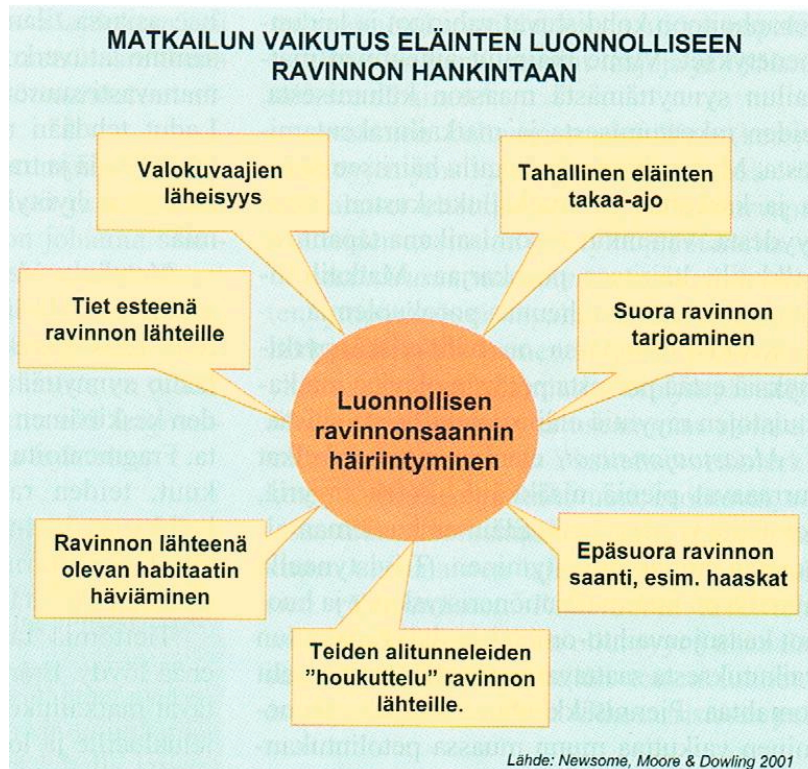 MATKAILUN VAIKUTUS ELÄINTEN LUONNOLLISEEN
RAVINNON HANKINTAAN
Valokuvaajien
läheisyys
Tahallinen eläinten
takaa-ajo
Tiet esteenä
ravinnon lähteille
Suora ravinnon
tarjoaminen
Luonnollisen
ravinnonsaannin
häiriintyminen
Ravinnon lähteenä
olevan habitaatin
häviäminen
Epäsuora ravinnon
saanti, esim. haaskat
Teiden alitunneleiden
"houkuttelu" ravinnon
lähteille.
Lähde: Newsome, Moore & Dowling 2001